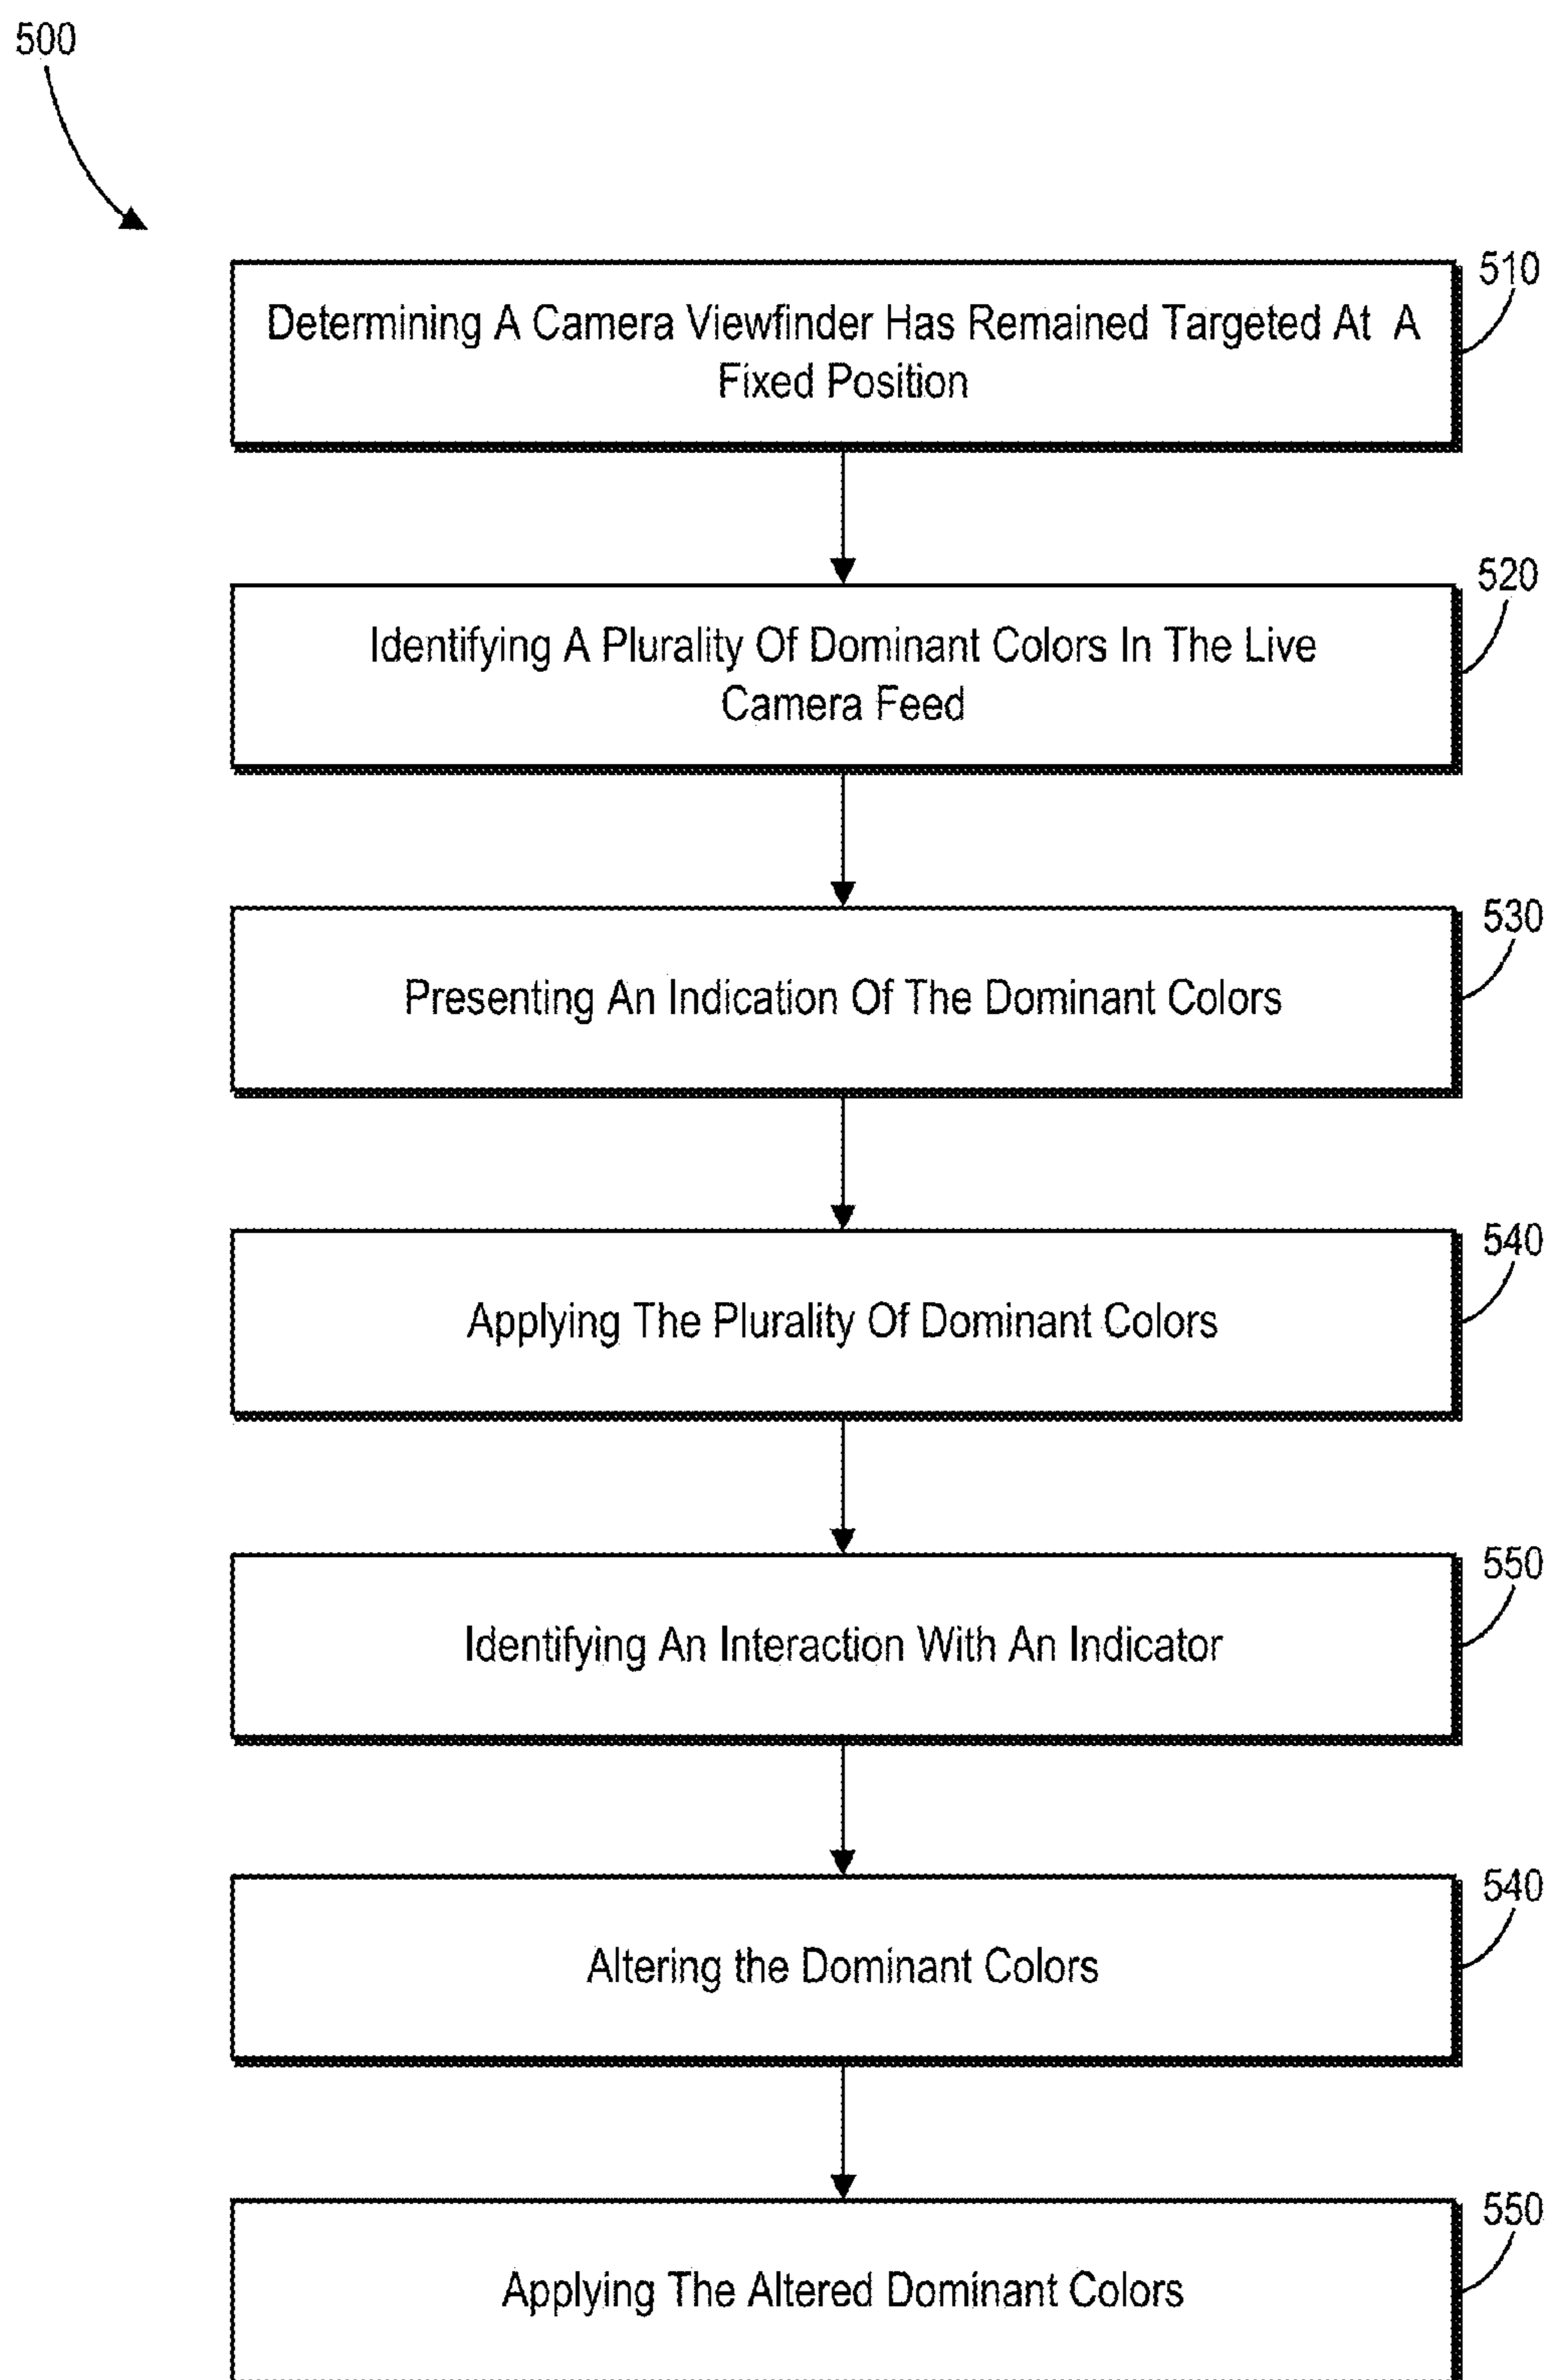 500
510
Determining A Camera Viewfinder Has Remained Targeted At A
Fixed Position
520
Identifying A Plurality Of Dominant Colors In The Live
Camera Feed
530
Presenting An Indication Of The Dominant Colors
540
Applying The Plurality Of Dominant Colors
550
Identifying An Interaction With An Indicator
540
Altering the Dominant Colors
550
Applying The Altered Dominant Colors